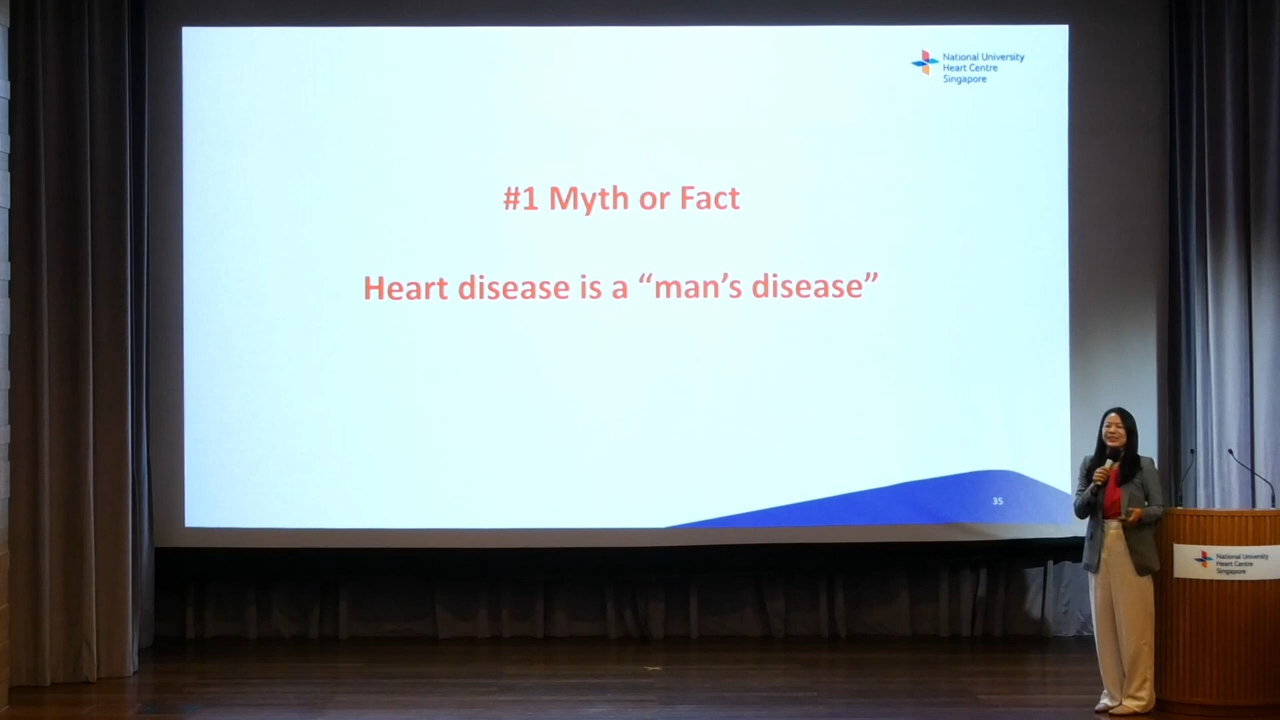 National University
Heart Centre
Singapore
#1 Myth or Fact
Heart disease is a “man’s disease”
35
National University
Heart Centre
Singapore